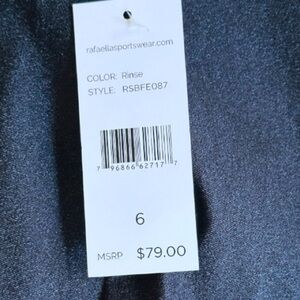 rafaellasportswear.com
COLOR: Rinse
STYLE: RSBFE087
7 96866 62717 7
6
MSRP $79.00